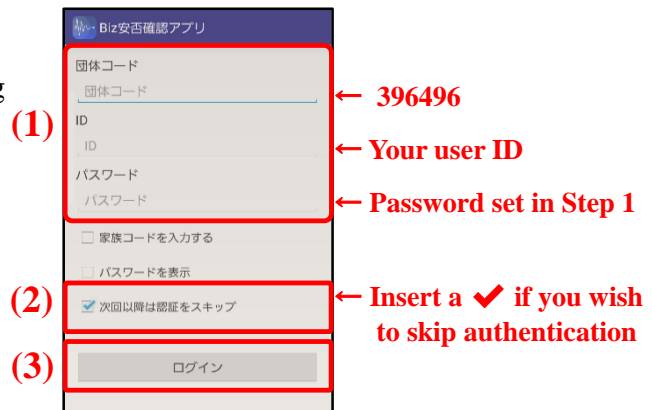 Biz安否確認アプリ
団体コード
団体コード ← 396496
g
(1)
ID
ID ← Your user ID
パスワード
パスワード ← Password set in Step 1
家族コードを入力する
パスワードを表示
(2) 次回以降は認証をスキップ ← Insert a ✔ if you wish
to skip authentication
(3) ログイン